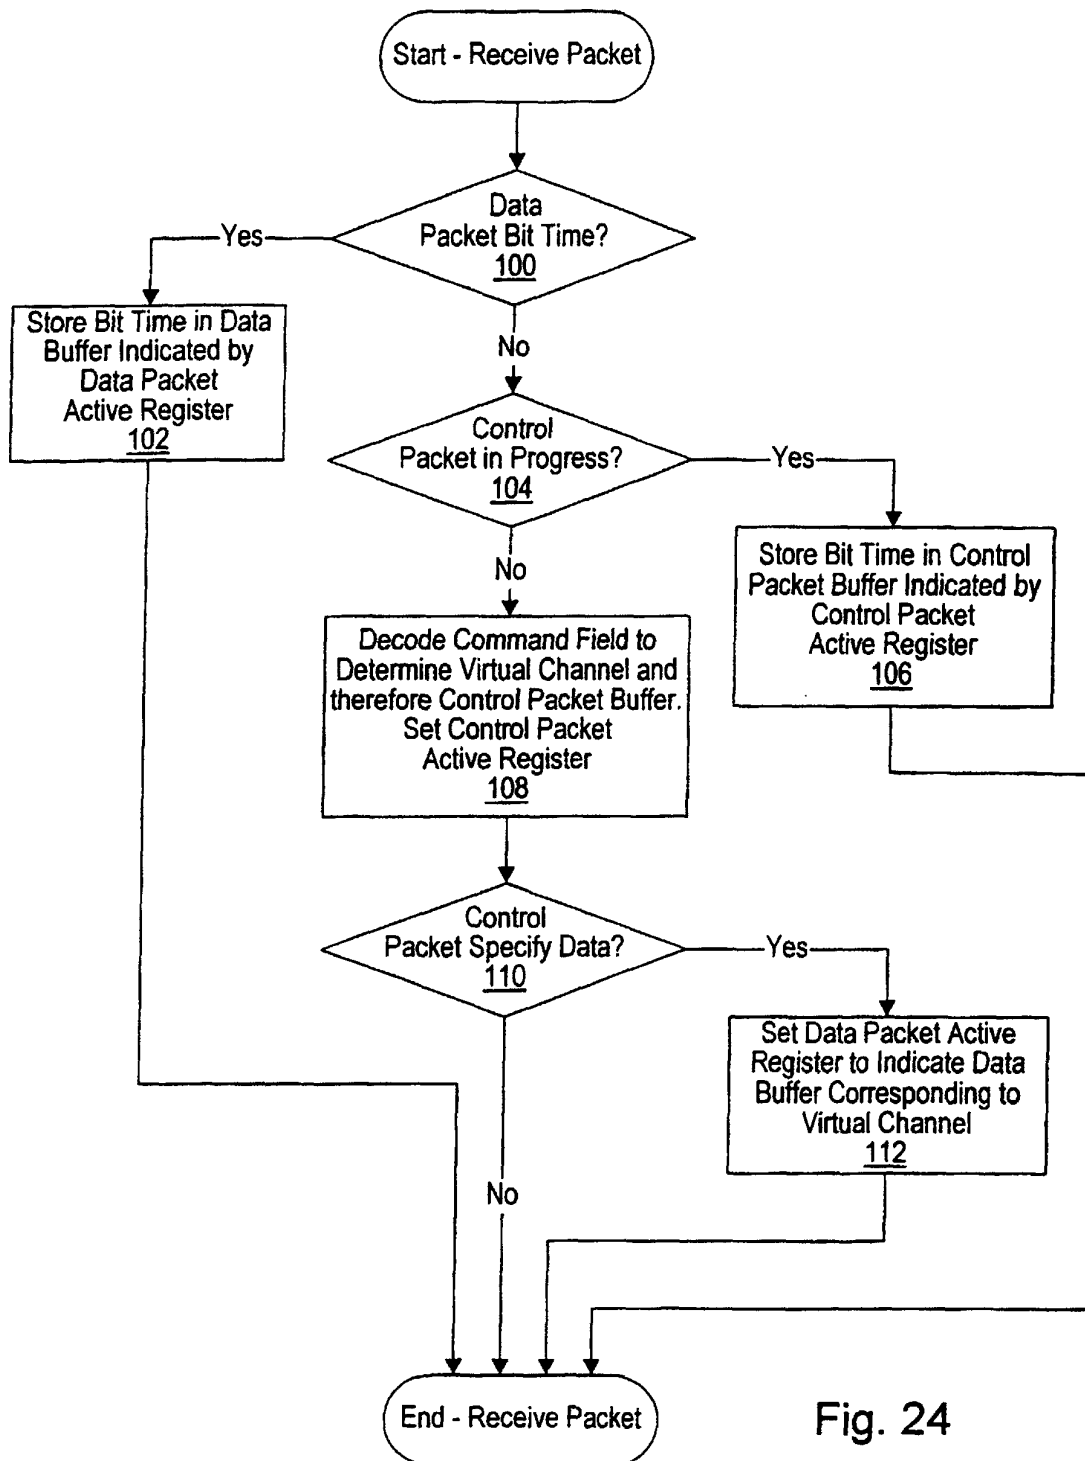 Start - Receive Packet
Data
Packet Bit Time?
100
Yes
No
Store Bit Time in Data
Buffer Indicated by
Data Packet
Active Register
102
Control
Packet in Progress?
104
Yes
No
Store Bit Time in Control
Packet Buffer Indicated by
Control Packet
Active Register
106
Decode Command Field to
Determine Virtual Channel and
therefore Control Packet Buffer.
Set Control Packet
Active Register
108
Control
Packet Specify Data?
110
Yes
Set Data Packet Active
Register to Indicate Data
Buffer Corresponding to
Virtual Channel
112
No
End - Receive Packet
Fig. 24